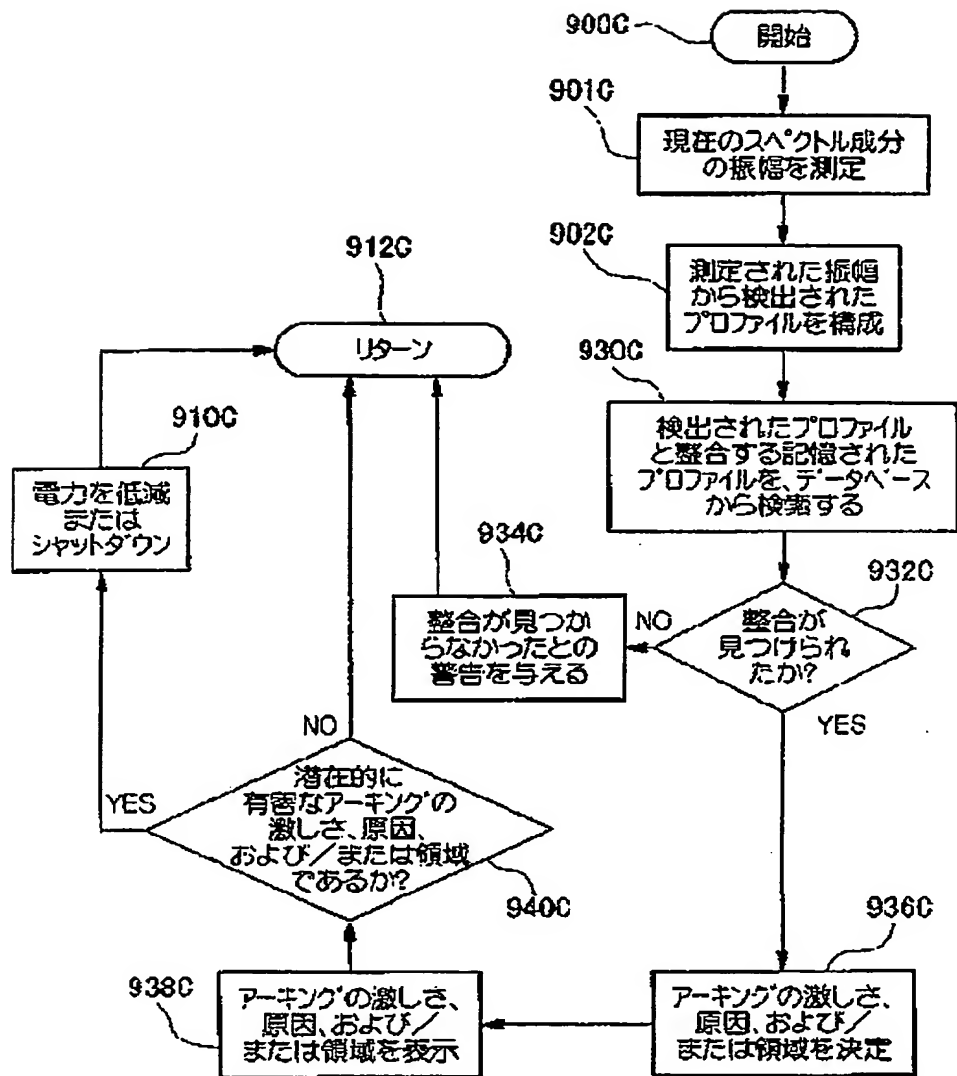 900C
開始
901C
現在のスペクトル成分
の振幅を測定
902C
測定された振幅
から検出された
プロファイルを構成
930C
検出されたプロファイル
と整合する記憶された
プロファイルを、データベース
から検索する
932C
整合が
見つけられ
たか?
NO
YES
934C
整合が見つか
らなかったとの
警告を与える
912C
リターン
910C
電力を低減
または
シャットダウン
936C
アーキングの激しさ、
原因、および/
または領域を決定
938C
アーキングの激しさ、
原因、および/
または領域を表示
940C
潜在的に
有害なアーキングの
激しさ、原因、
および/または領域
であるか?
YES
NO